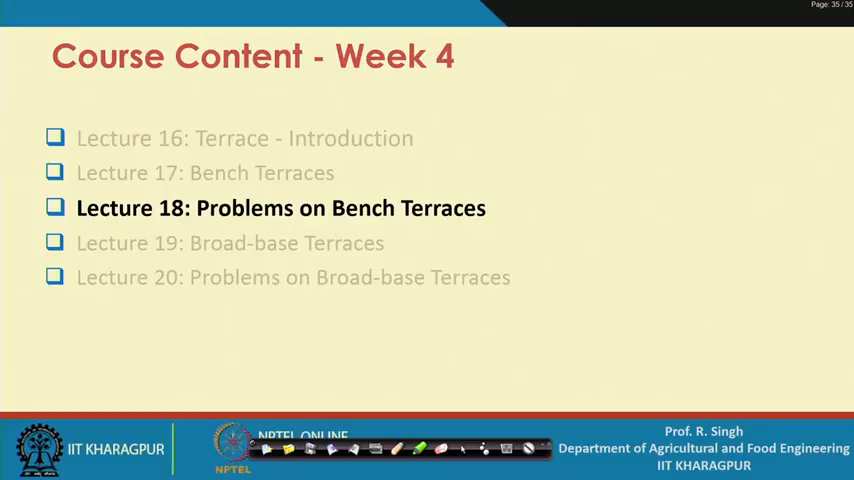 Page: 35 / 35
Course Content - Week 4
Lecture 16: Terrace - Introduction
Lecture 17: Bench Terraces
Lecture 18: Problems on Bench Terraces
Lecture 19: Broad-base Terraces
Lecture 20: Problems on Broad-base Terraces
IIT KHARAGPUR
NPTEL
NPTEL ONLINE
Prof. R. Singh
Department of Agricultural and Food Engineering
IIT KHARAGPUR